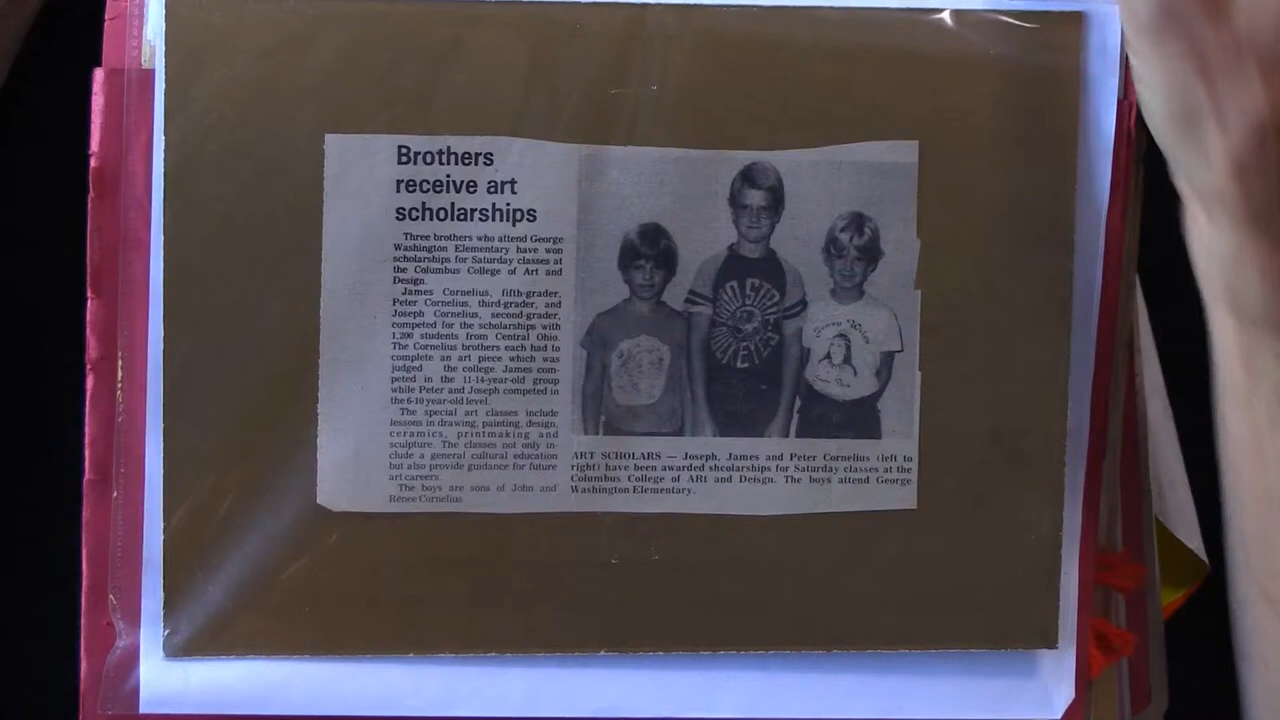 Brothers
receive art
scholarships
Three brothers who attend George
Washington Elementary have won
scholarships for Saturday classes at
the Columbus College of Art and
Design.
James Cornelius, fifth-grader,
Peter Cornelius, third-grader, and
Joseph Cornelius, second-grader,
competed for the scholarships with
1,200 students from Central Ohio.
The Cornelius brothers each had to
complete an art piece which was
judged the college. James com-
peted in the 11-14-year-old group
while Peter and Joseph competed in
the 6-10 year-old level.
The special art classes include
lessons in drawing, painting, design,
ceramics, printmaking and
sculpture. The classes not only in-
clude a general cultural education
but also provide guidance for future
art careers.
The boys are sons of John and
Renee Cornelius.
OHIO STATE
BUCKEYES
Jenny Wiley
ART SCHOLARS — Joseph, James and Peter Cornelius (left to
right) have been awarded shcolarships for Saturday classes at the
Columbus College of ARt and Deisgn. The boys attend George
Washington Elementary.